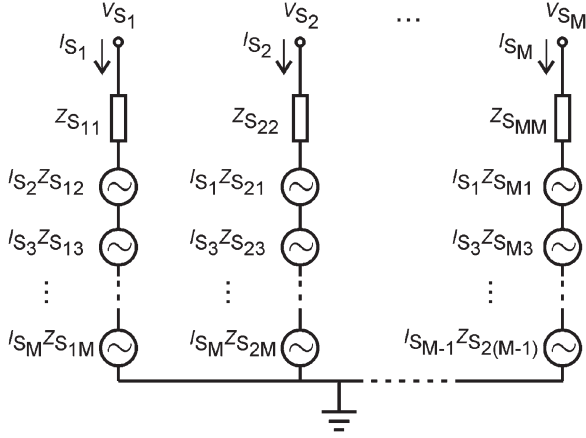 VS1 VS2 ... VSM
IS1 IS2 ISM
ZS11 ZS22 ZSMM
IS2ZS12 IS1ZS21 IS1ZSM1
IS3ZS13 IS3ZS23 IS3ZSM3
ISMZS1M ISMZS2M ISM-1ZS2(M-1)